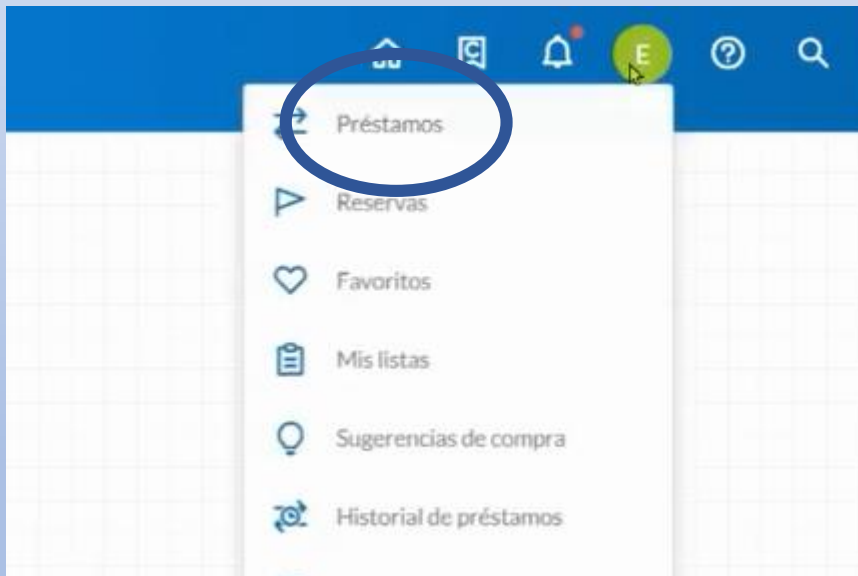 E
Préstamos
Reservas
Favoritos
Mis listas
Sugerencias de compra
Historial de préstamos